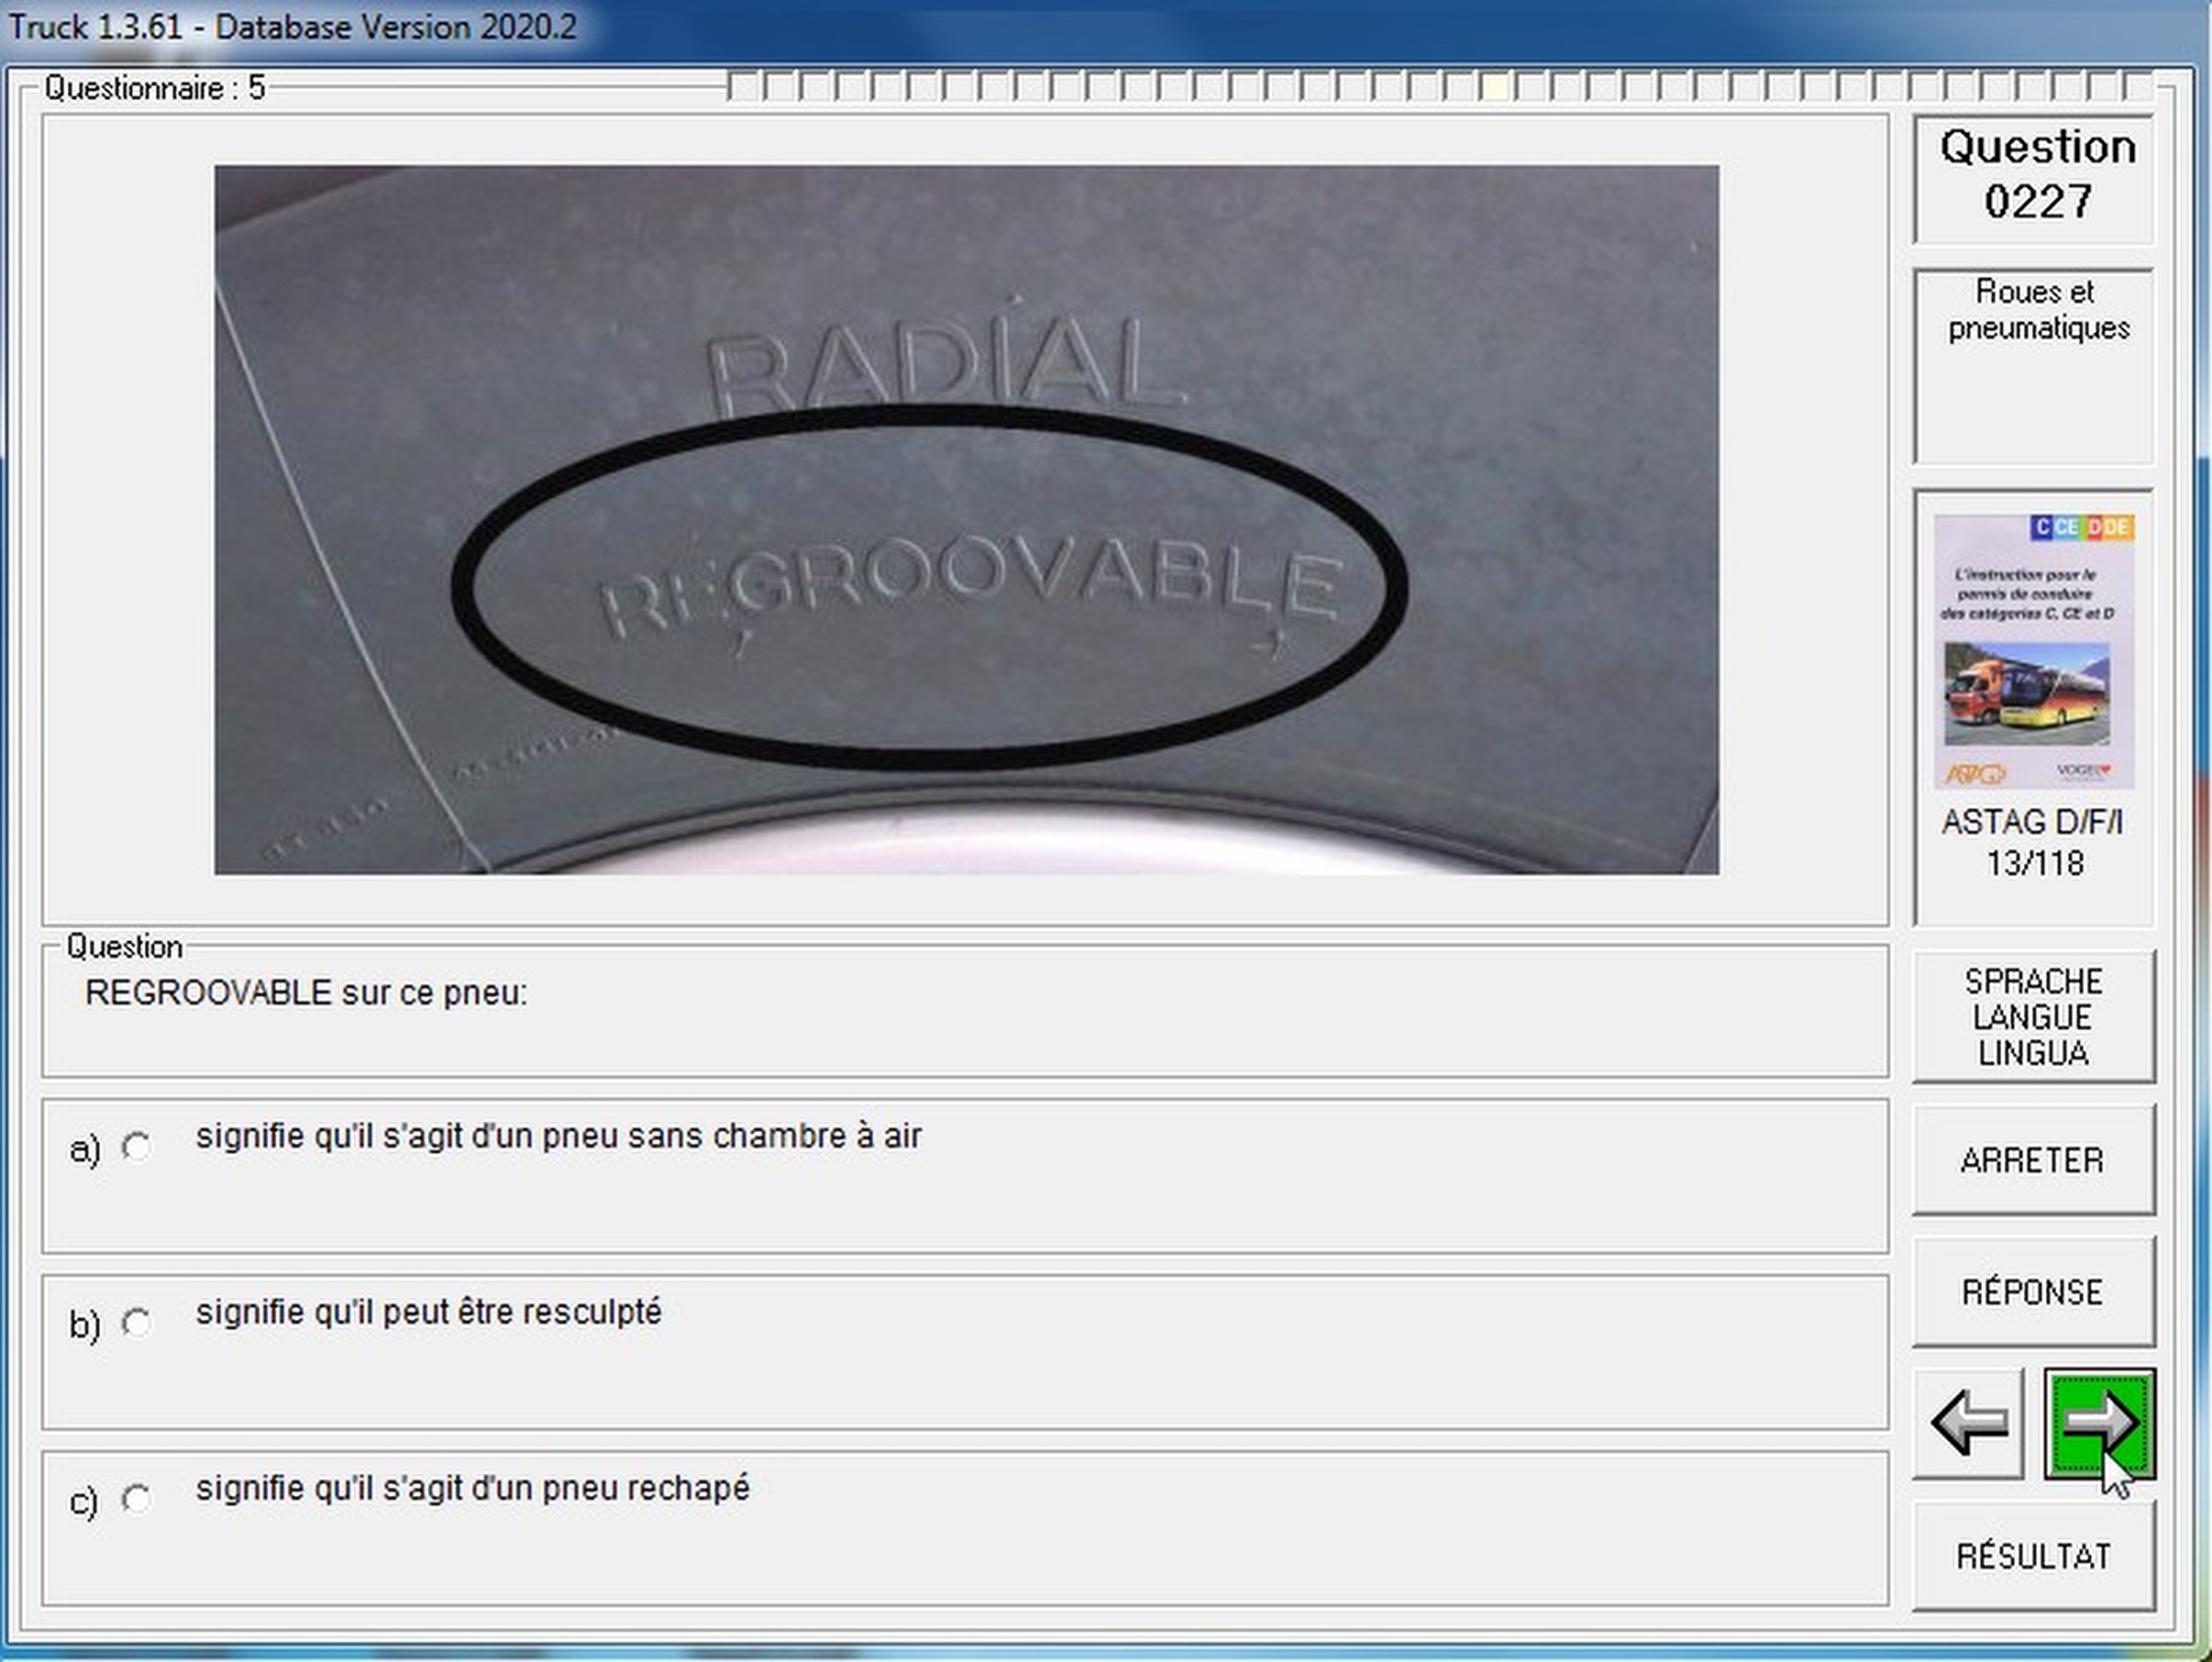 Truck 1.3.61 - Database Version 2020.2
Questionnaire : 5
RADIAL
REGROOVABLE
Question
0227
Roues et
pneumatiques
C CE D DE
L'instruction pour le
permis de conduire
des catégories C, CE et D
ASTAG
VOGEL
ASTAG D/F/I
13/118
Question
REGROOVABLE sur ce pneu:
a) signifie qu'il s'agit d'un pneu sans chambre à air
b) signifie qu'il peut être resculpté
c) signifie qu'il s'agit d'un pneu rechapé
SPRACHE
LANGUE
LINGUA
ARRETER
RÉPONSE
RÉSULTAT